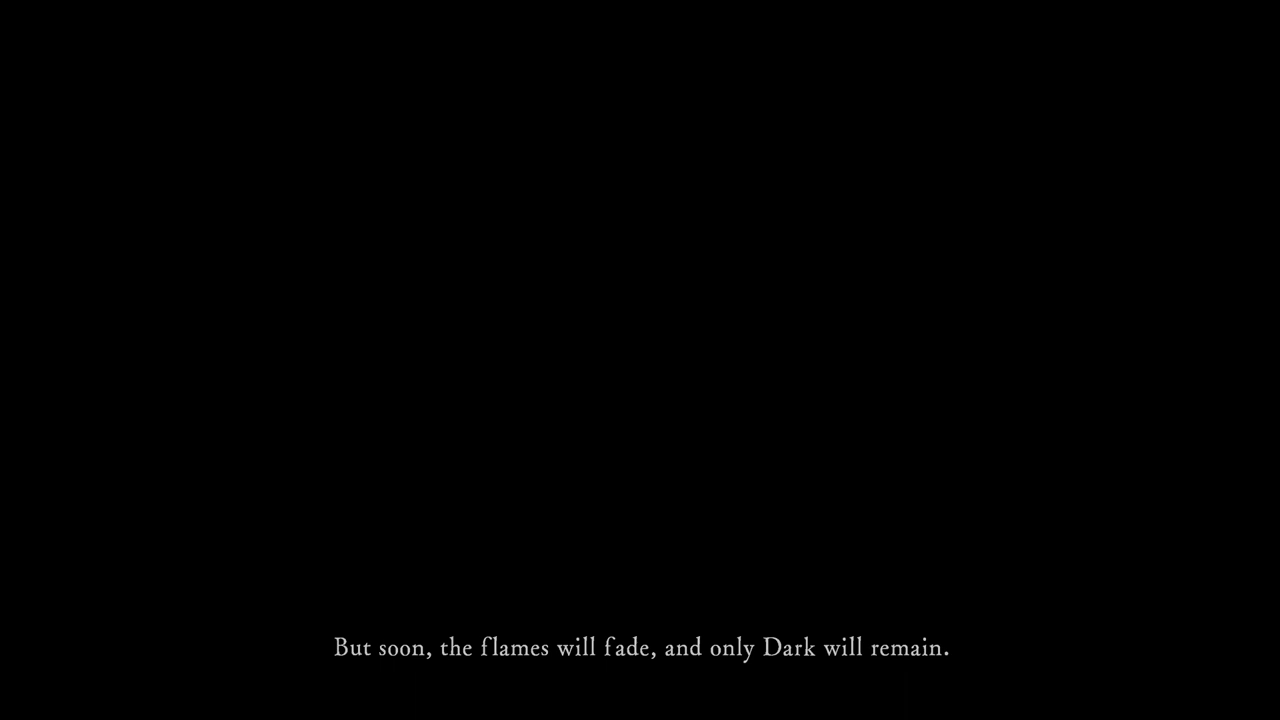 But soon, the flames will fade, and only Dark will remain.